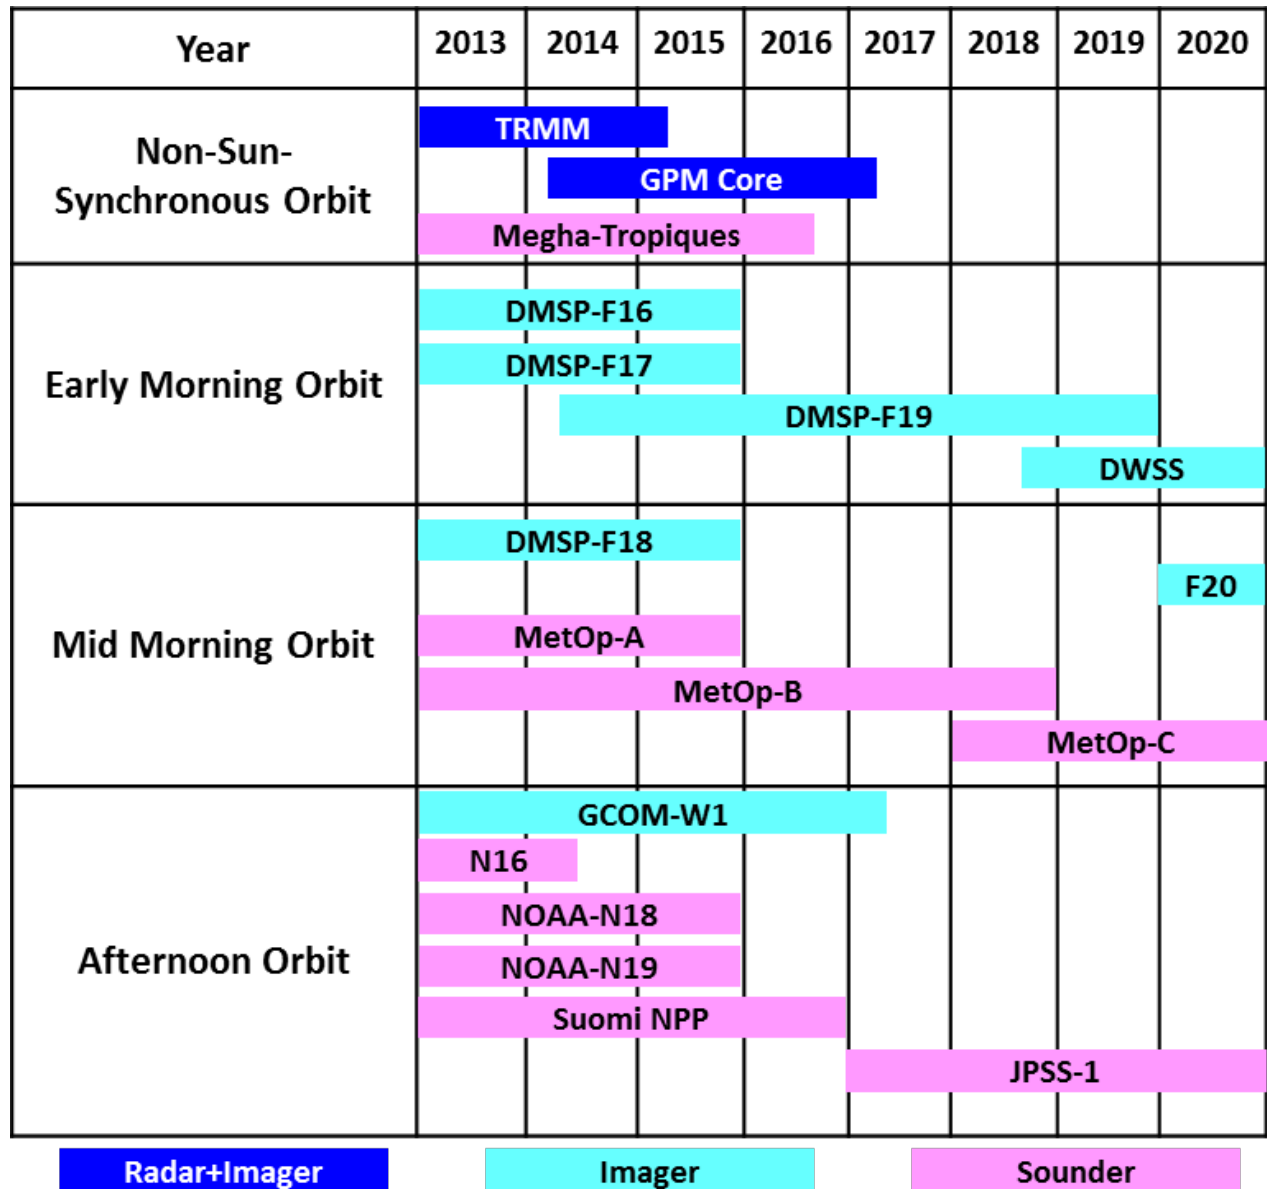 Year 2013 2014 2015 2016 2017 2018 2019 2020
Non-Sun-
Synchronous Orbit
TRMM
GPM Core
Megha-Tropiques
Early Morning Orbit
DMSP-F16
DMSP-F17
DMSP-F19
DWSS
Mid Morning Orbit
DMSP-F18
F20
MetOp-A
MetOp-B
MetOp-C
Afternoon Orbit
GCOM-W1
N16
NOAA-N18
NOAA-N19
Suomi NPP
JPSS-1
Radar+Imager Imager Sounder